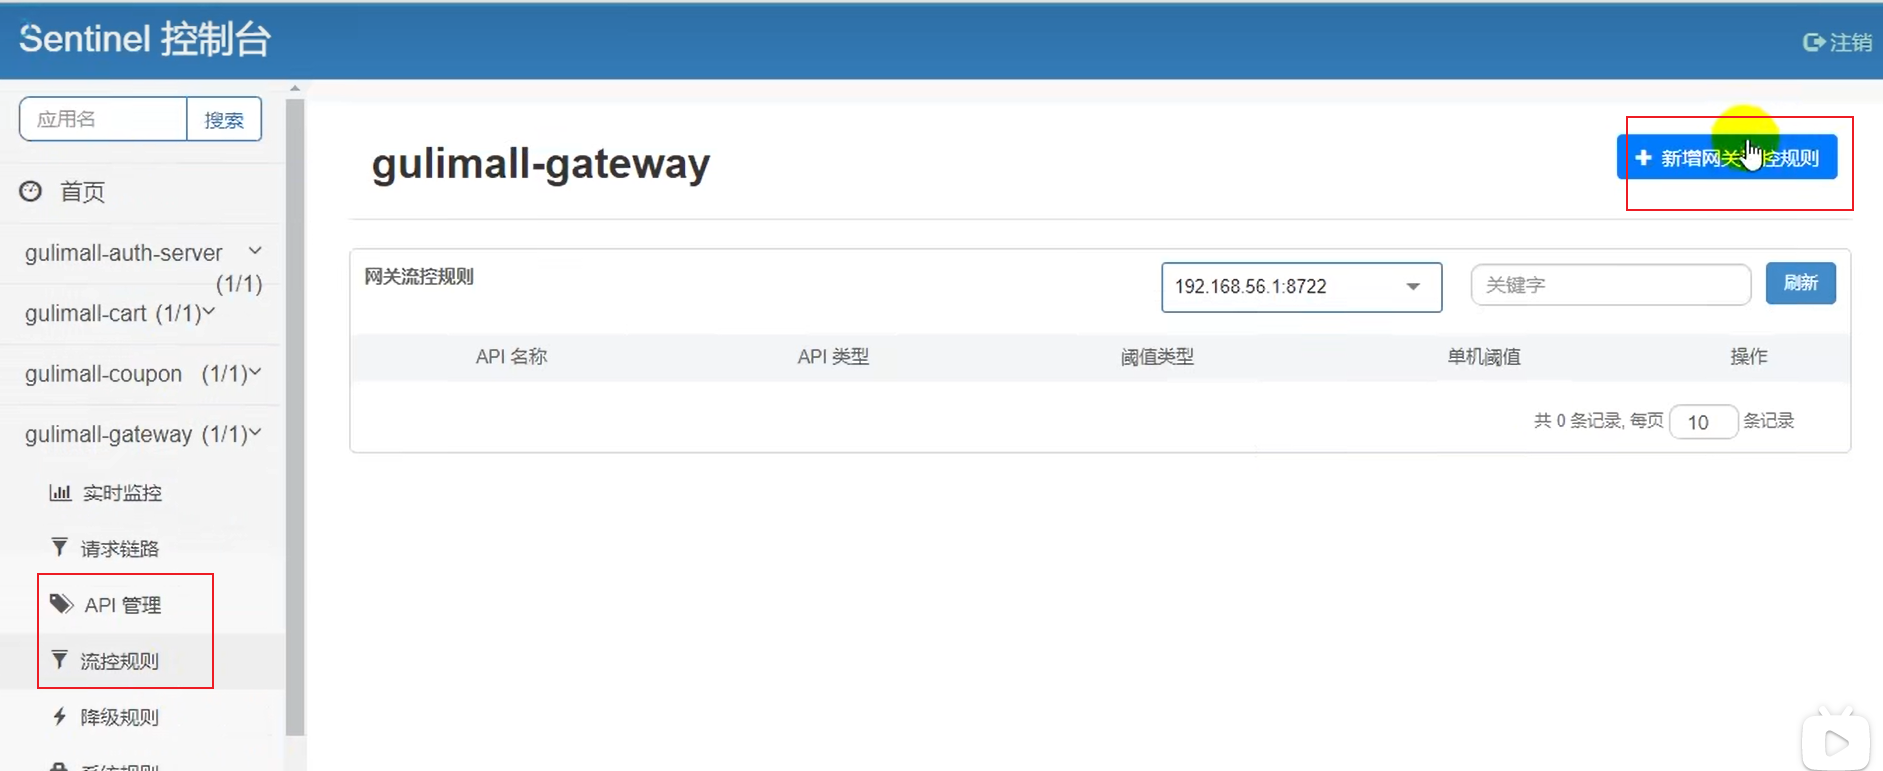 Sentinel 控制台
注销
应用名
搜索
首页
gulimall-auth-server
(1/1)
gulimall-cart (1/1)
gulimall-coupon (1/1)
gulimall-gateway (1/1)
实时监控
请求链路
API 管理
流控规则
降级规则
系统规则
gulimall-gateway
新增网关流控规则
网关流控规则
192.168.56.1:8722
关键字
刷新
API 名称
API 类型
阈值类型
单机阈值
操作
共 0 条记录, 每页 10 条记录